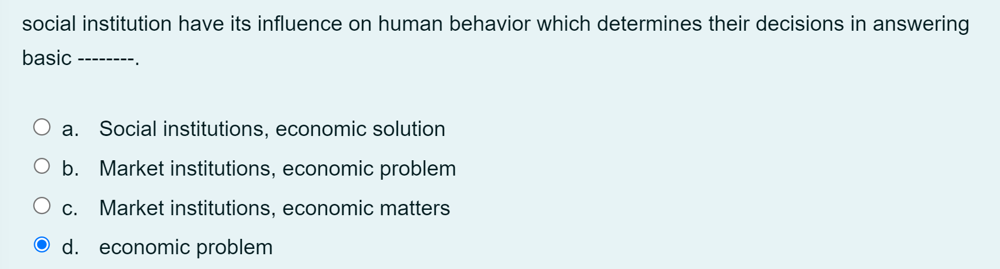 social institution have its influence on human behavior which determines their decisions in answering
basic --------.
a. Social institutions, economic solution
b. Market institutions, economic problem
c. Market institutions, economic matters
d. economic problem